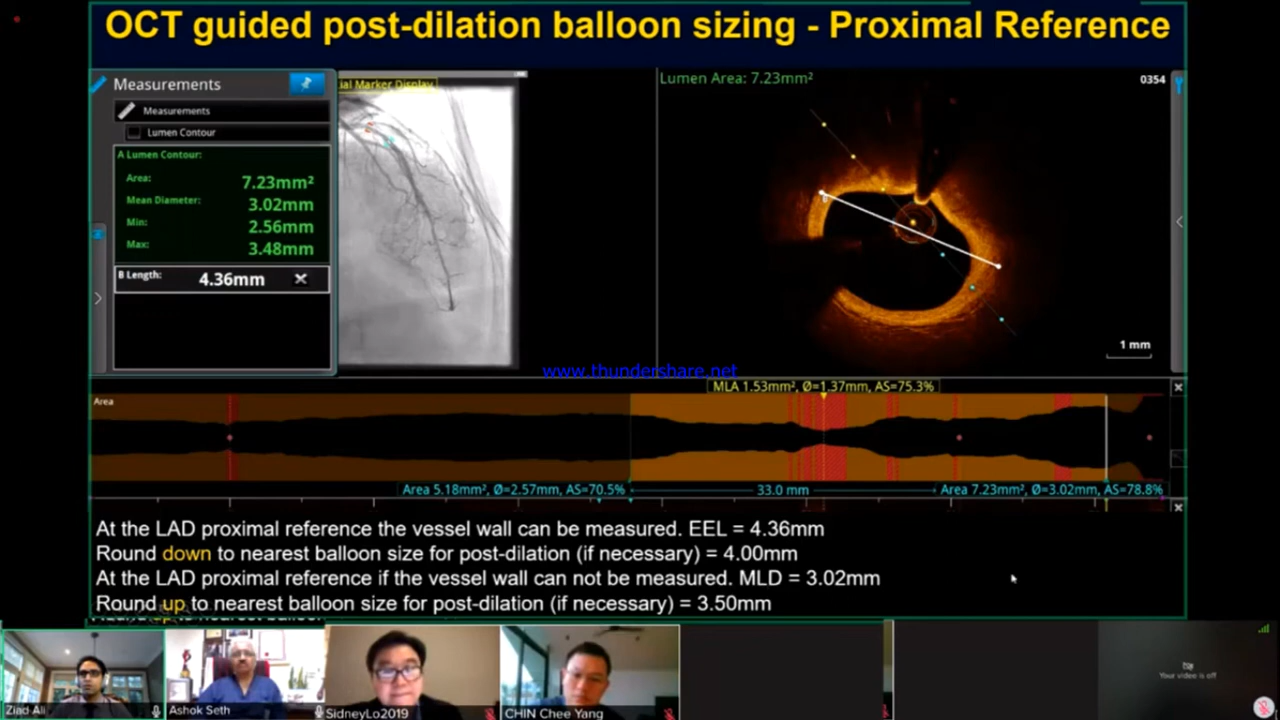 OCT guided post-dilation balloon sizing - Proximal Reference
Measurements
Measurements
Lumen Contour
A Lumen Contour:
Area: 7.23mm²
Mean Diameter: 3.02mm
Min: 2.56mm
Max: 3.48mm
B Length: 4.36mm
ial Marker Display
Lumen Area: 7.23mm²
0354
1 mm
www.thundershare.net
MLA 1.53mm², Ø=1.37mm, AS=75.3%
Area
Area 5.18mm², Ø=2.57mm, AS=70.5%
33.0 mm
Area 7.23mm², Ø=3.02mm, AS=78.8%
At the LAD proximal reference the vessel wall can be measured. EEL = 4.36mm
Round down to nearest balloon size for post-dilation (if necessary) = 4.00mm
At the LAD proximal reference if the vessel wall can not be measured. MLD = 3.02mm
Round up to nearest balloon size for post-dilation (if necessary) = 3.50mm
Ziad Ali
Ashok Seth
SidneyLo2019
CHIN Chee Yang
Your video is off